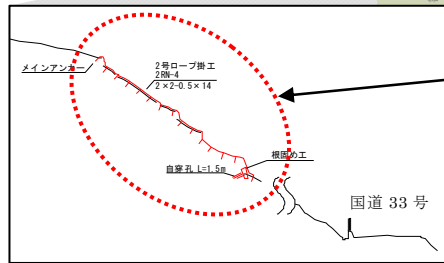 2号ロープ掛工
メインアンカー
2RN-4
2×2-0.5×14
根固め工
自穿孔 L=1.5m
国道 33 号